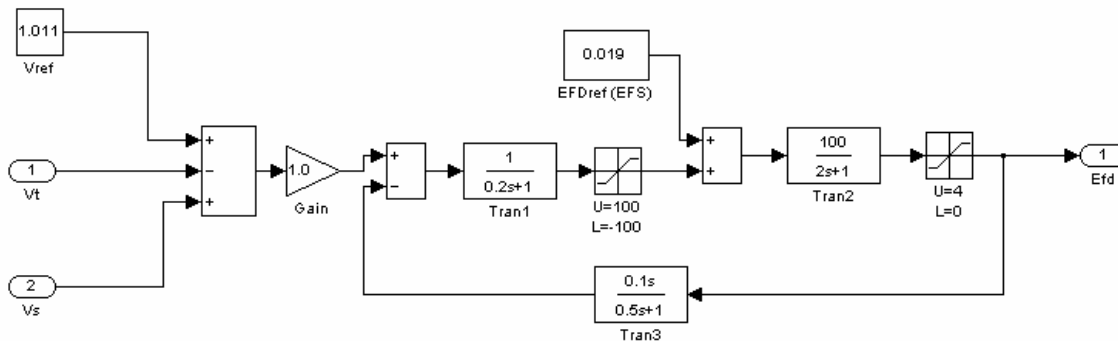 1.011
Vref
0.019
EFDref (EFS)
+
1
Vt
−
+
1.0
Gain
+
−
1
0.2s+1
Tran1
U=100
L=-100
+
+
100
2s+1
Tran2
U=4
L=0
1
Efd
2
Vs
0.1s
0.5s+1
Tran3